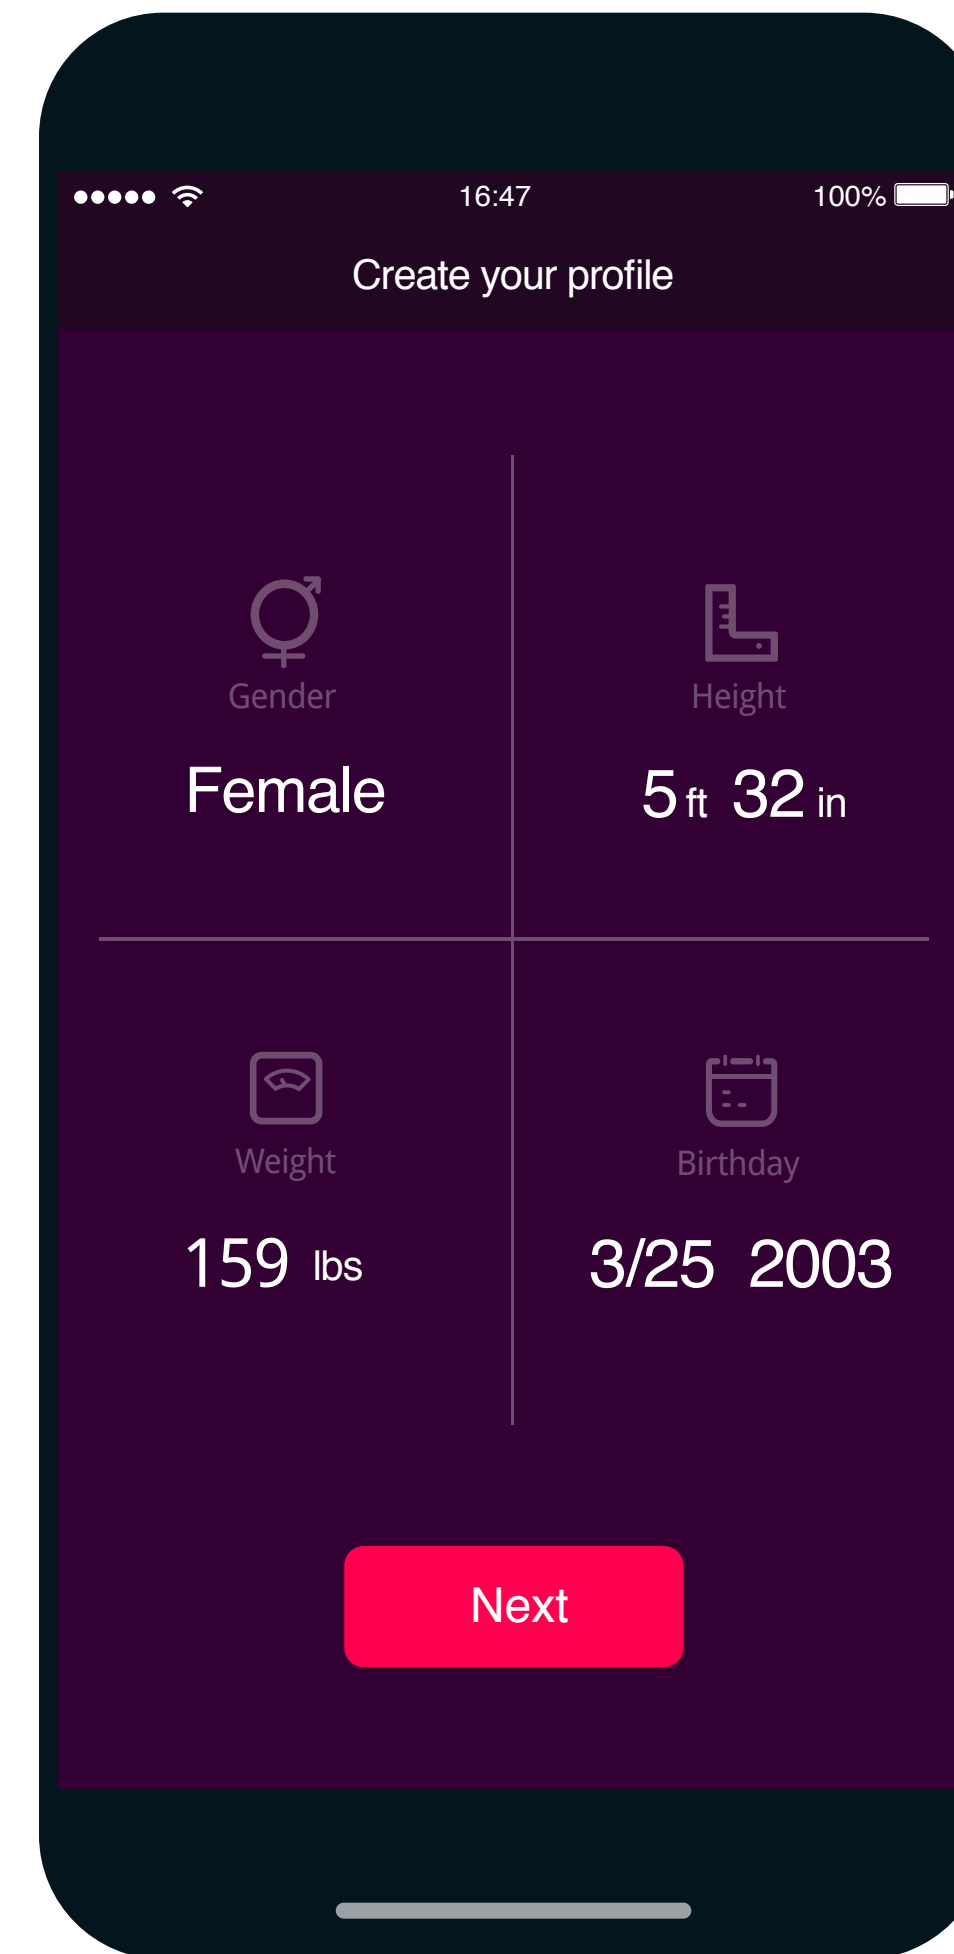 16:47 100%
Create your profile
Gender
Female
Height
5 ft 32 in
Weight
159 lbs
Birthday
3/25 2003
Next